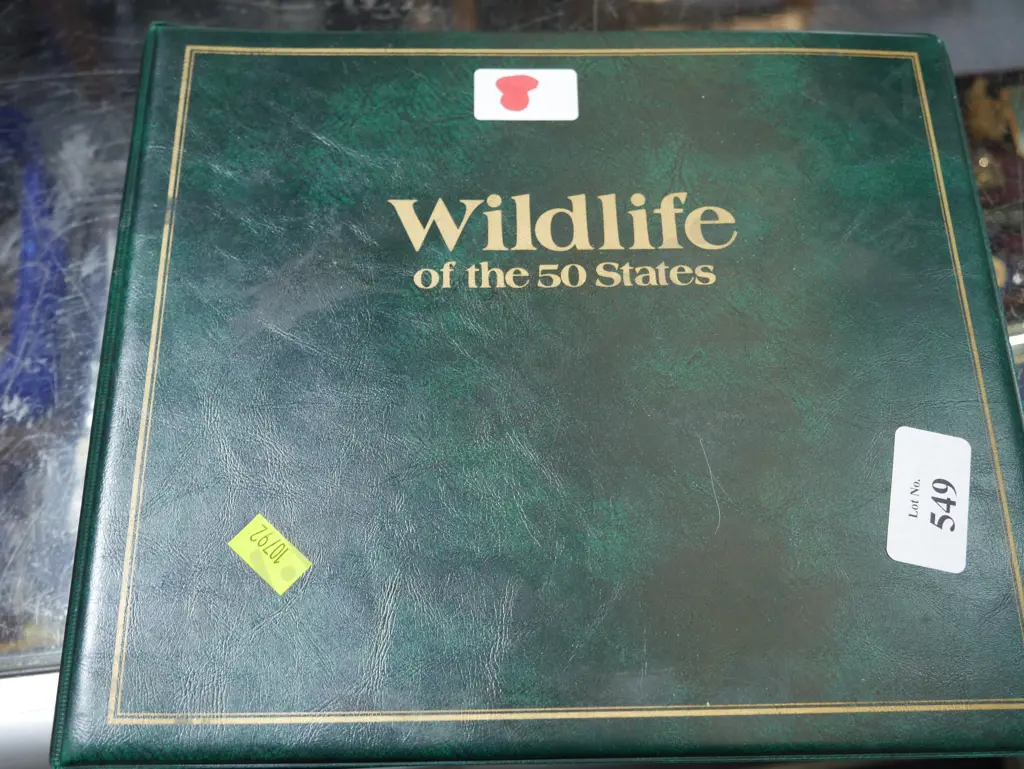 Wildlife
of the 50 States
Lot No.
549
10792